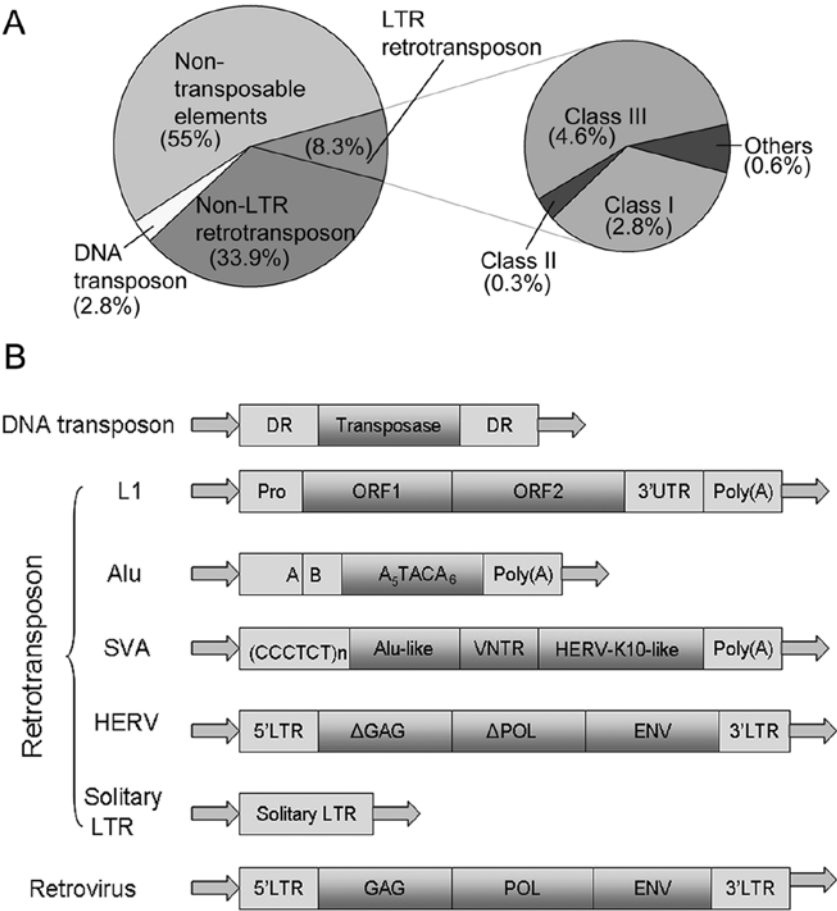 A
Non-
transposable
elements
(55%)
LTR
retrotransposon
(8.3%)
Non-LTR
retrotransposon
(33.9%)
DNA
transposon
(2.8%)
Class III
(4.6%)
Others
(0.6%)
Class I
(2.8%)
Class II
(0.3%)
B
DNA transposon DR Transposase DR
Retrotransposon
L1 Pro ORF1 ORF2 3'UTR Poly(A)
Alu A B A₅TACA₆ Poly(A)
SVA (CCCTCT)n Alu-like VNTR HERV-K10-like Poly(A)
HERV 5'LTR ΔGAG ΔPOL ENV 3'LTR
Solitary
LTR Solitary LTR
Retrovirus 5'LTR GAG POL ENV 3'LTR